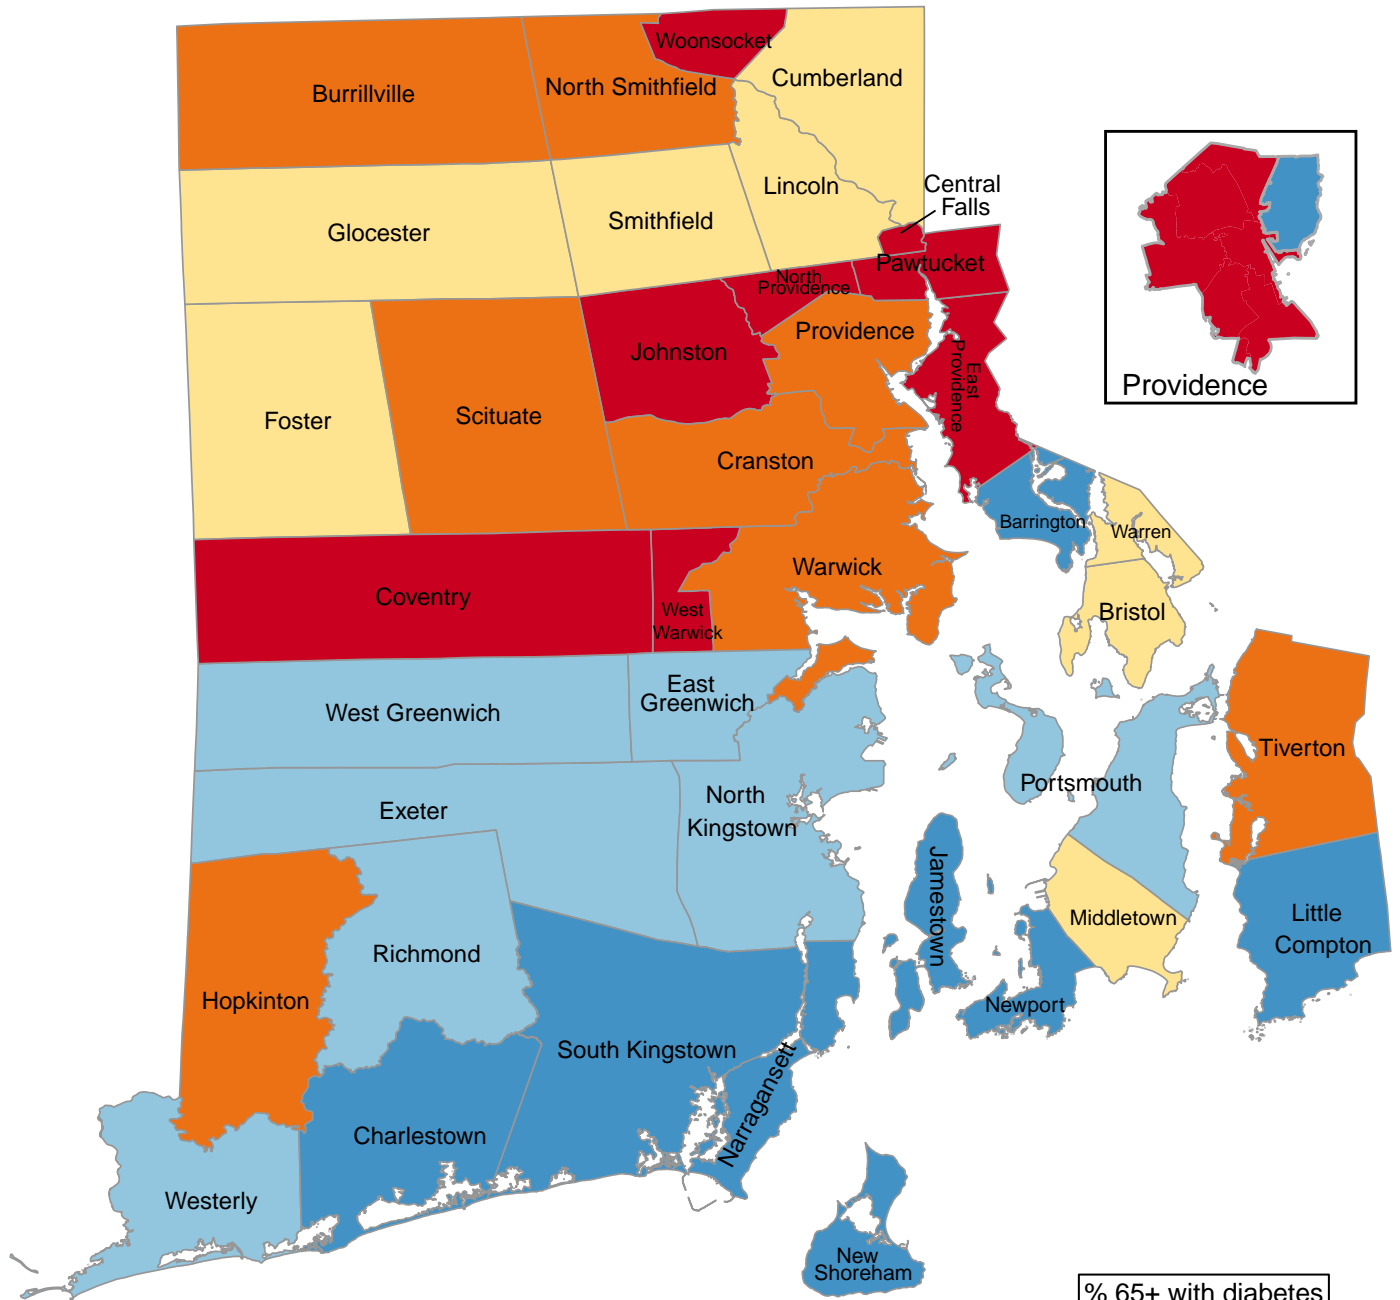 Woonsocket
Cumberland
North Smithfield
Burrillville
Lincoln
Central
Falls
Smithfield
Glocester
Pawtucket
North
Providence
Providence
Johnston
East
Providence
Providence
Foster
Scituate
Cranston
Barrington
Warren
Warwick
Coventry
West
Warwick
Bristol
East
Greenwich
West Greenwich
Tiverton
Portsmouth
North
Kingstown
Exeter
Jamestown
Middletown
Little
Compton
Richmond
Hopkinton
Newport
South Kingstown
Narragansett
Charlestown
Westerly
New
Shoreham
% 65+ with diabetes